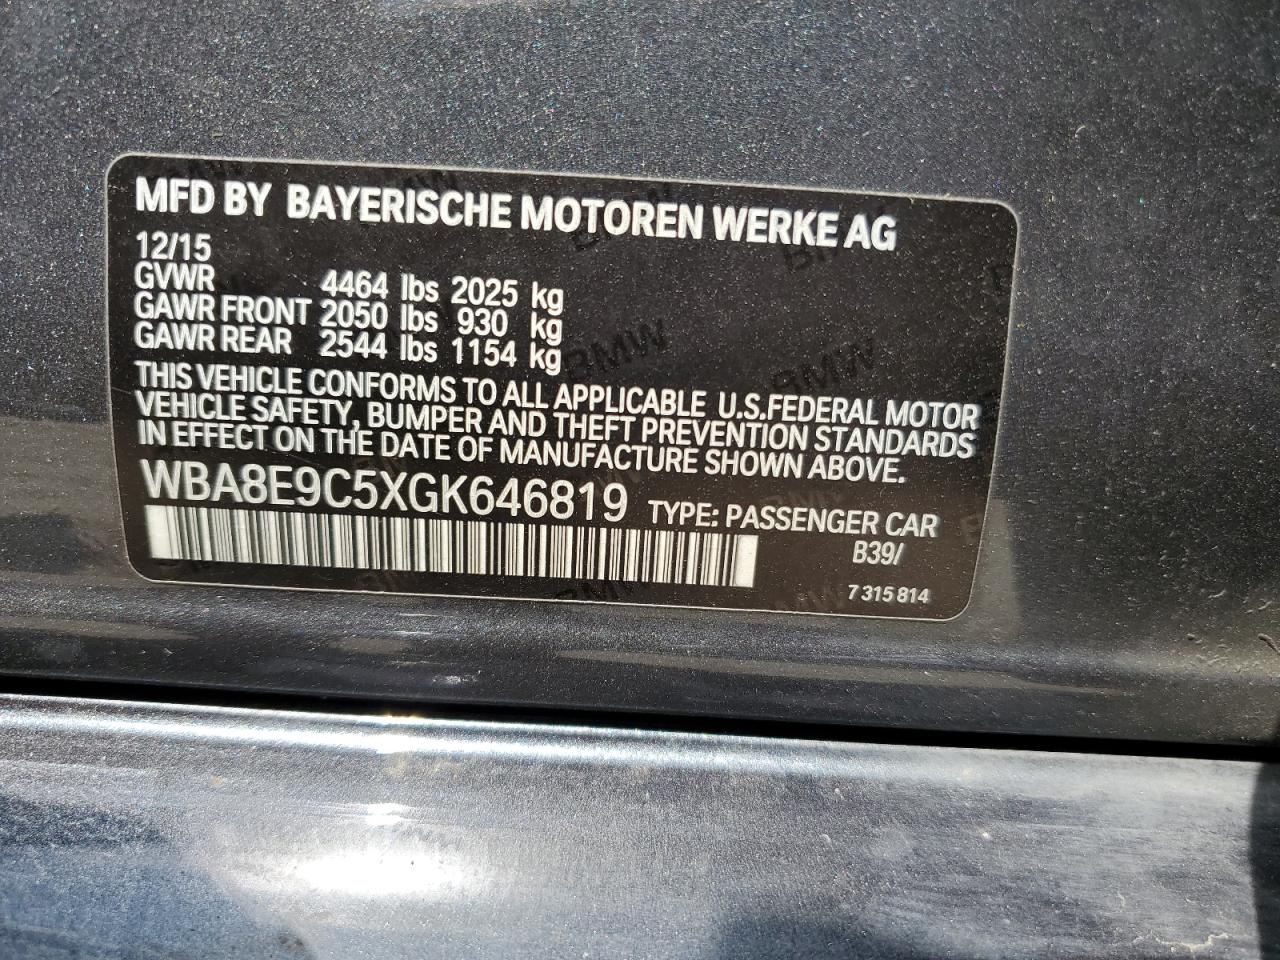 MFD BY BAYERISCHE MOTOREN WERKE AG
12/15
GVWR 4464 lbs 2025 kg
GAWR FRONT 2050 lbs 930 kg
GAWR REAR 2544 lbs 1154 kg
THIS VEHICLE CONFORMS TO ALL APPLICABLE U.S.FEDERAL MOTOR
VEHICLE SAFETY, BUMPER AND THEFT PREVENTION STANDARDS
IN EFFECT ON THE DATE OF MANUFACTURE SHOWN ABOVE.
WBA8E9C5XGK646819 TYPE: PASSENGER CAR
B39/
7 315 814